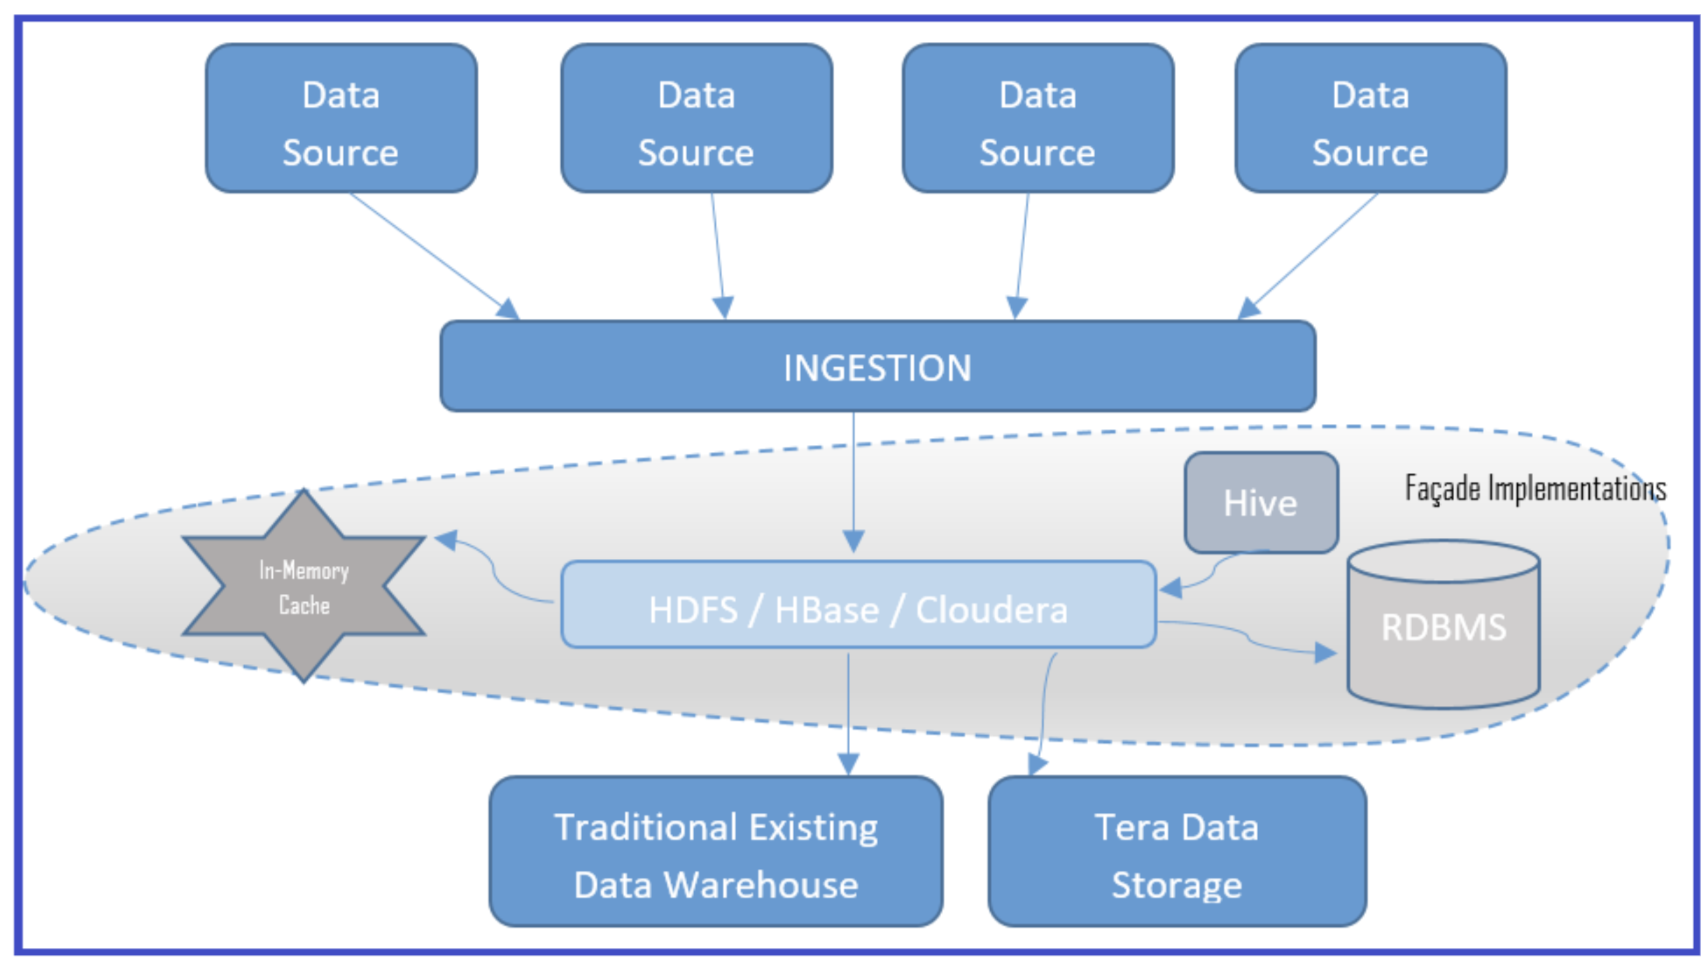 Data
Source
Data
Source
Data
Source
Data
Source
INGESTION
Façade Implementations
Hive
In-Memory
Cache
HDFS / HBase / Cloudera
RDBMS
Traditional Existing
Data Warehouse
Tera Data
Storage